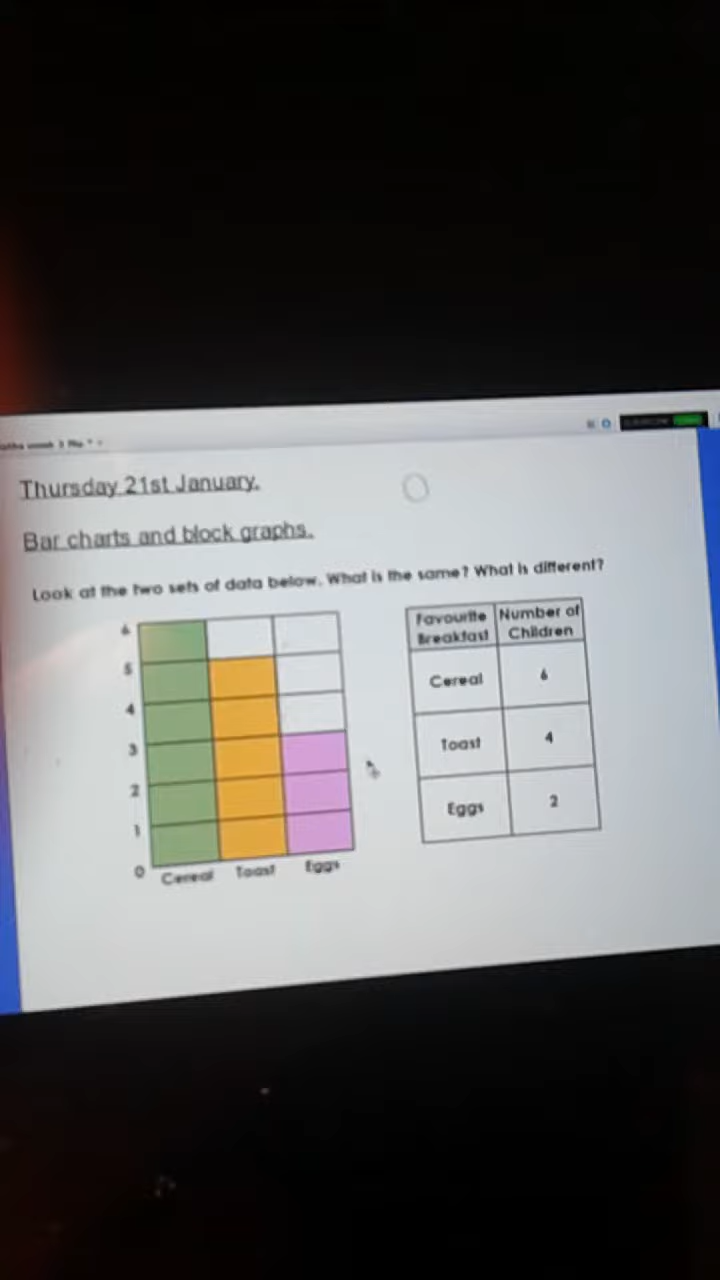 Thursday 21st January.
Bar charts and block graphs.
Look at the two sets of data below. What is the same? What is different?
6
5
4
3
2
1
0
Cereal Toast Eggs
Favourite Breakfast Number of Children
Cereal 6
Toast 4
Eggs 2